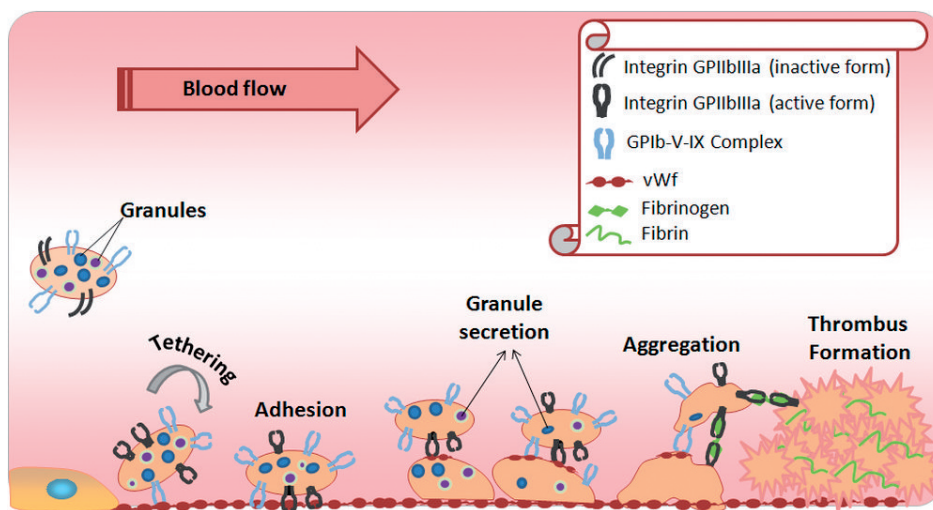 Blood flow
Integrin GPIIbIIIa (inactive form)
Integrin GPIIbIIIa (active form)
GPIb-V-IX Complex
vWf
Fibrinogen
Fibrin
Granules
Tethering
Adhesion
Granule
secretion
Aggregation
Thrombus
Formation